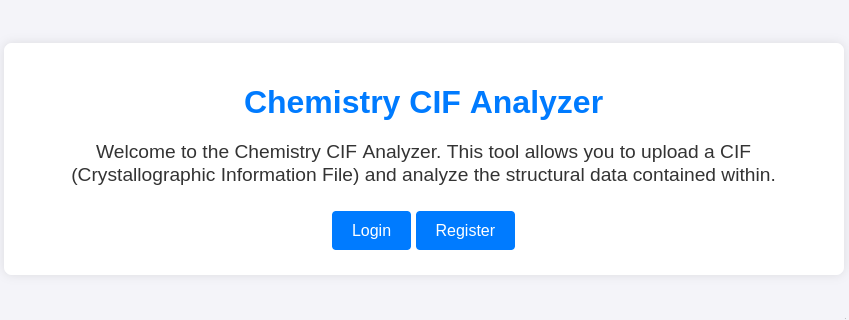 Chemistry CIF Analyzer
Welcome to the Chemistry CIF Analyzer. This tool allows you to upload a CIF
(Crystallographic Information File) and analyze the structural data contained within.
Login Register